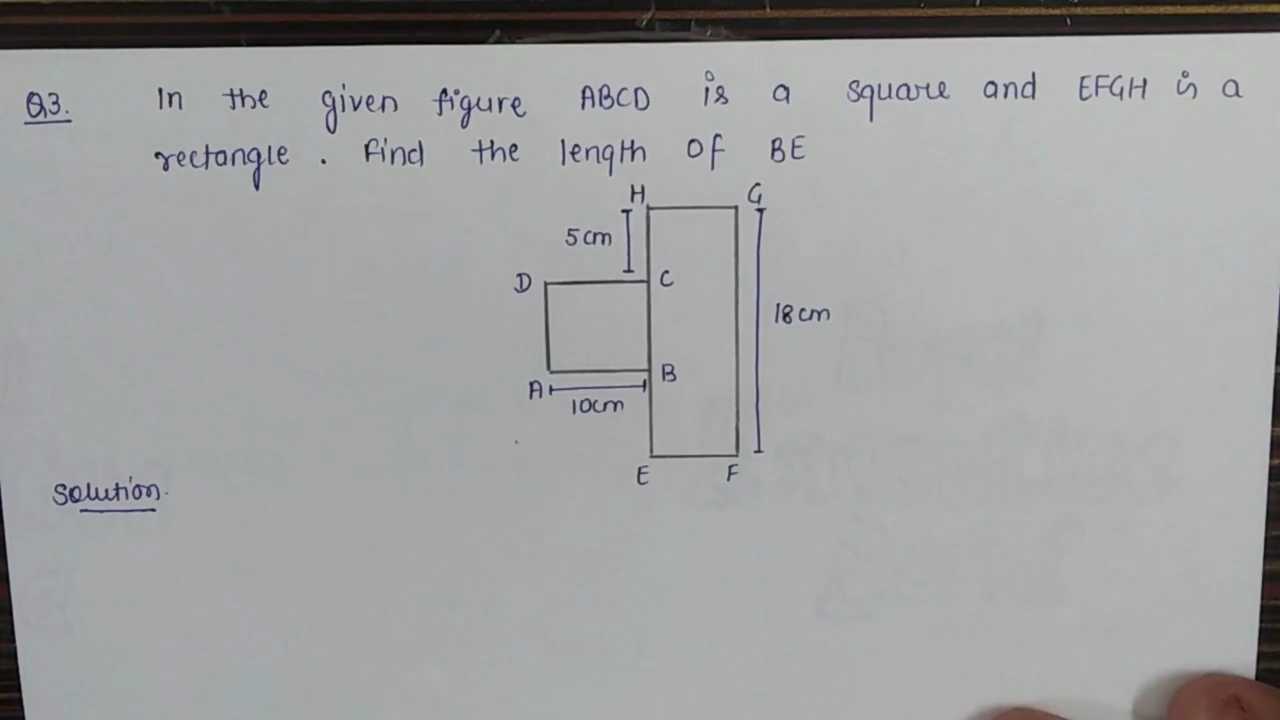 Q3. In the given figure ABCD is a square and EFGH is a
rectangle. Find the length of BE
H G
5cm
D C
18cm
A B
10cm
E F
Solution.